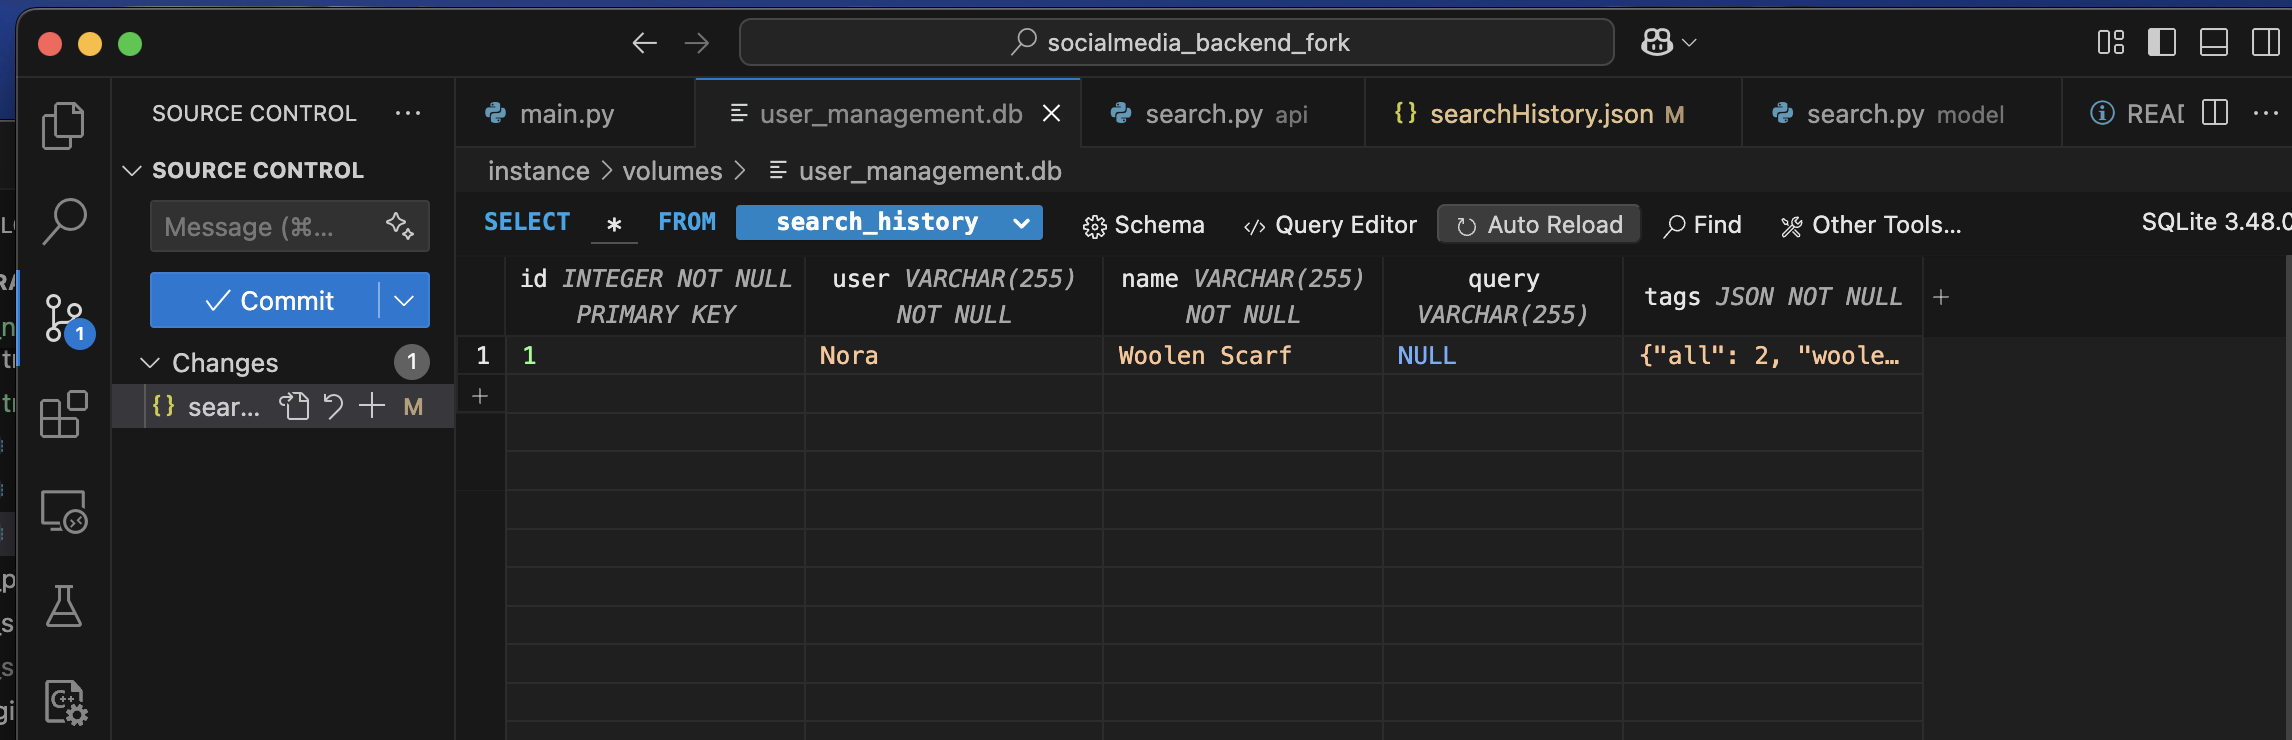 socialmedia_backend_fork
SOURCE CONTROL
main.py
user_management.db
search.py api
{} searchHistory.json M
search.py model
READ
SOURCE CONTROL
instance > volumes > user_management.db
Message (⌘...
SELECT * FROM search_history
Schema
Query Editor
Auto Reload
Find
Other Tools...
SQLite 3.48.0
Commit
id INTEGER NOT NULL PRIMARY KEY
user VARCHAR(255) NOT NULL
name VARCHAR(255) NOT NULL
query VARCHAR(255)
tags JSON NOT NULL
+
1
Changes 1
1 1 Nora Woolen Scarf NULL {"all": 2, "woole…
+
{} sear... M